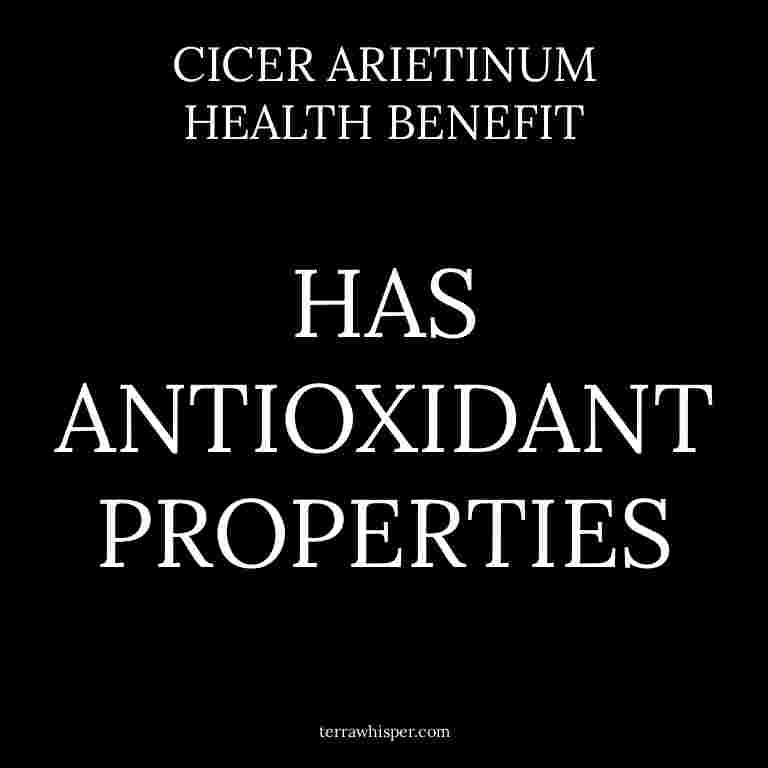 CICER ARIETINUM
HEALTH BENEFIT
HAS
ANTIOXIDANT
PROPERTIES
terrawhisper.com